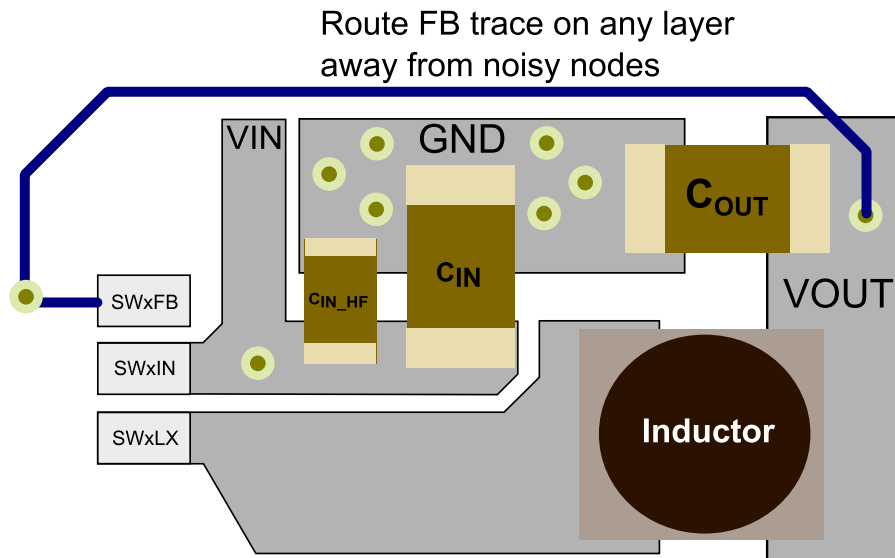 Route FB trace on any layer
away from noisy nodes
VIN
GND
COUT
CIN
CIN_HF
VOUT
SWxFB
SWxIN
SWxLX
Inductor